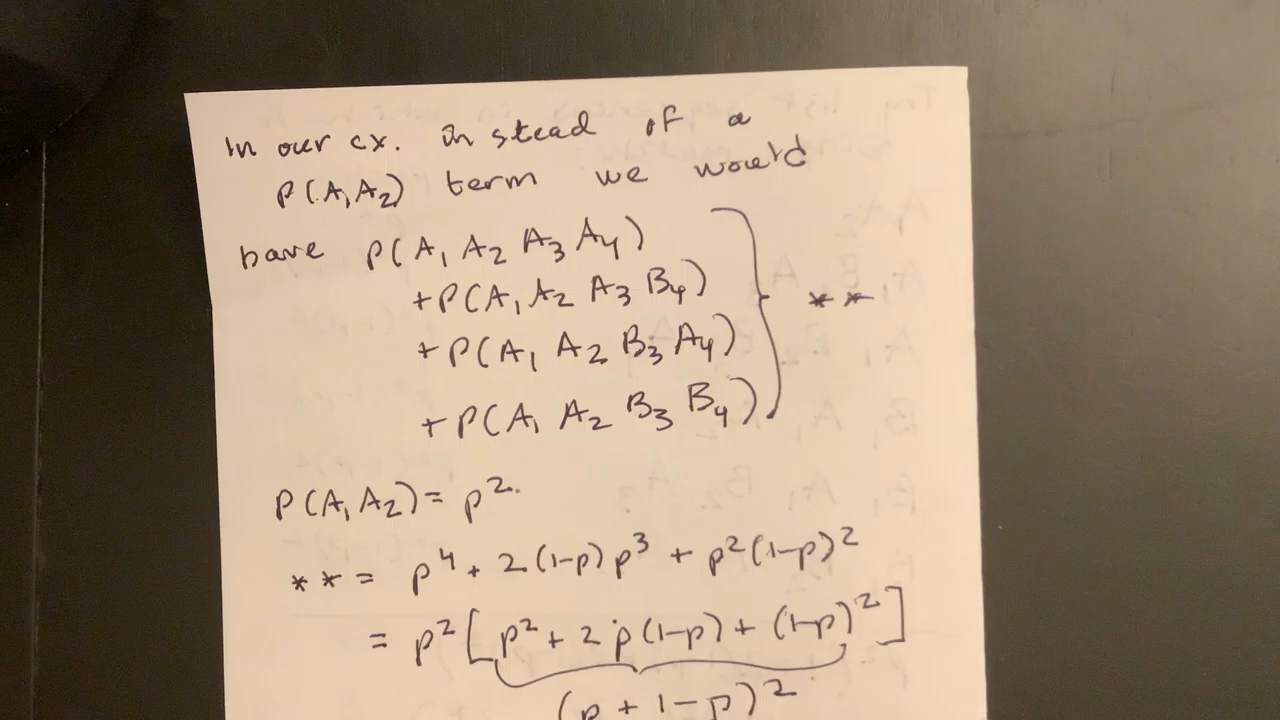 In our ex. in stead of a
P(A₁A₂) term we would
have P(A₁ A₂ A₃ A₄)
+P(A₁ A₂ A₃ B₄)
+P(A₁ A₂ B₃ A₄) **
+P(A₁ A₂ B₃ B₄)
P(A₁A₂) = p².
** = p⁴ + 2(1-p)p³ + p²(1-p)²
= p²[p² + 2p(1-p) + (1-p)²]
(p + 1-p)²